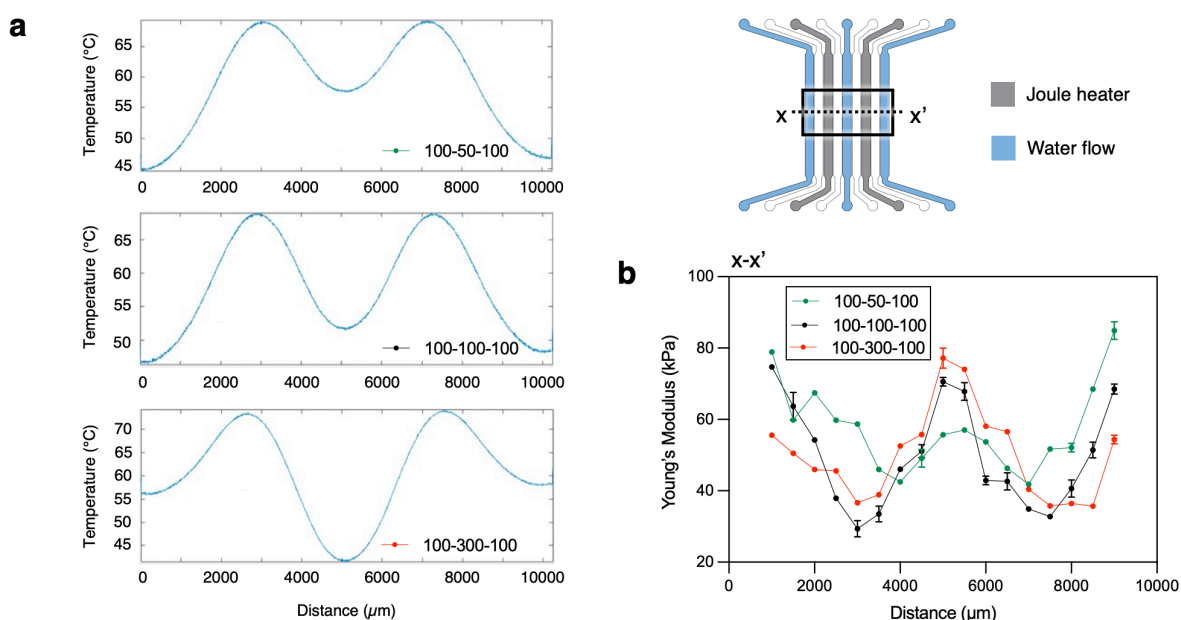 a
Temperature (°C)
65
60
55
50
45
100-50-100
0 2000 4000 6000 8000 10000
Temperature (°C)
65
60
55
50
100-100-100
0 2000 4000 6000 8000 10000
Temperature (°C)
70
65
60
55
50
45
100-300-100
0 2000 4000 6000 8000 10000
Distance (µm)
x x’
Joule heater
Water flow
b
x-x’
Young's Modulus (kPa)
100
80
60
40
20
100-50-100
100-100-100
100-300-100
0 2000 4000 6000 8000 10000
Distance (µm)